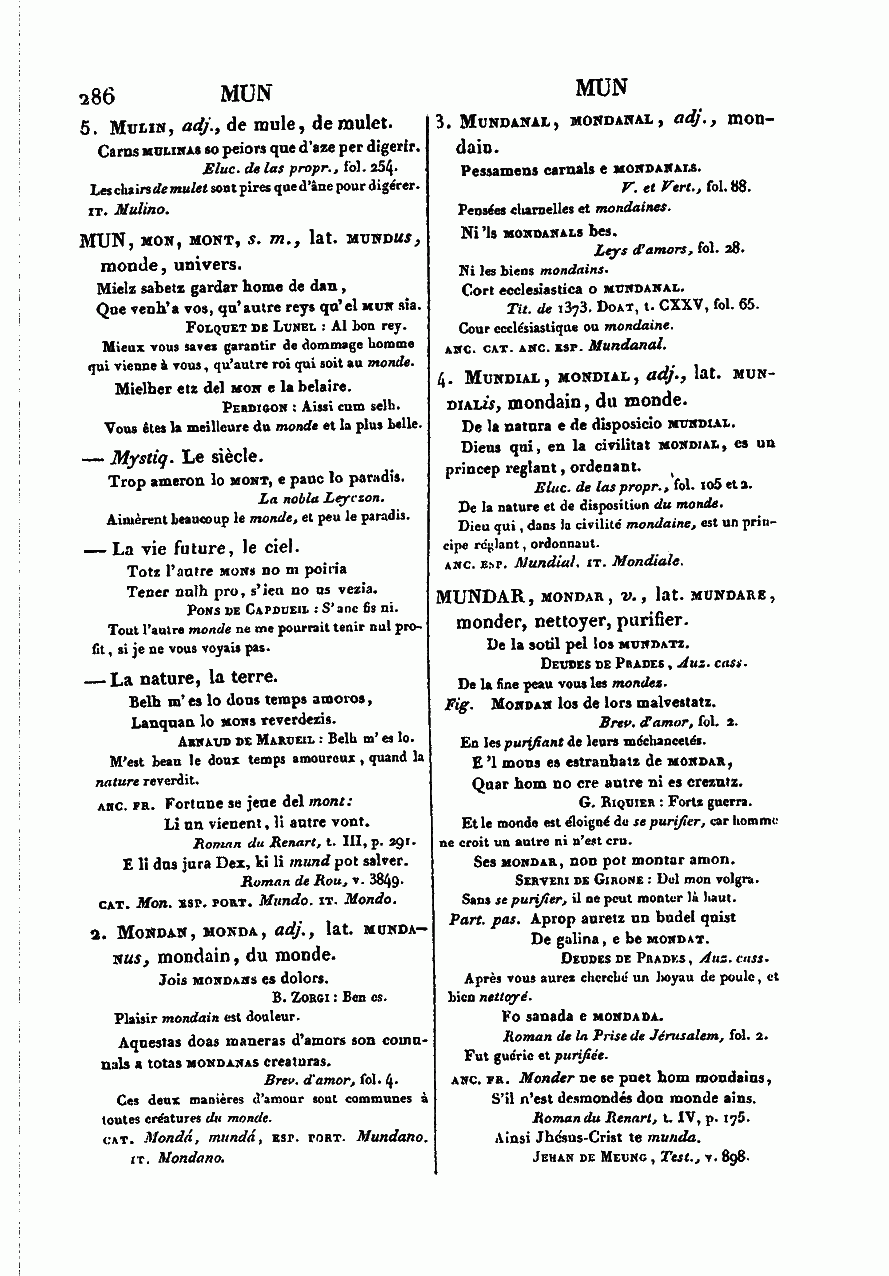 286 MUN
5. MULIN, adj., de mule, de mulet.
Carns MULINAS so peiors que d'aze per digerir.
Eluc. de las propr., fol. 254.
Les chairs de mulet sont pires que d'âne pour digérer.
IT. Mulino.
MUN, MON, MONT, s. m., lat. MUNDUS,
monde, univers.
Mielz sabetz gardar home de dan,
Que venh'a vos, qu'autre reys qu'el MUN sia.
FOLQUET DE LUNEL : Al bon rey.
Mieux vous savez garantir de dommage homme
qui vienne à vous, qu'autre roi qui soit au monde.
Mielher etz del MON e la belaire.
PERDIGON : Aissi cum selh.
Vous êtes la meilleure du monde et la plus belle.
— Mystiq. Le siècle.
Trop ameron lo MONT, e pauc lo paradis.
La nobla Leyczon.
Aimèrent beaucoup le monde, et peu le paradis.
— La vie future, le ciel.
Totz l'autre MONS no m poiria
Tener nulh pro, s'ieu no us vezia.
PONS DE CAPDUEIL : S'anc fis ni.
Tout l'autre monde ne me pourrait tenir nul pro-
fit, si je ne vous voyais pas.
— La nature, la terre.
Belh m'es lo dous temps amoros,
Lanquan lo MONS reverdezis.
ARNAUD DE MARUEIL : Belh m'es lo.
M'est beau le doux temps amoureux, quand la
nature reverdit.
ANC. FR. Fortune se jeue del mont:
Li un vienent, li autre vont.
Roman du Renart, t. III, p. 291.
E li dus jura Dex, ki li mund pot salver.
Roman de Rou, v. 3849.
CAT. Mon. ESP. PORT. Mundo. IT. Mondo.
2. MONDAN, MONDA, adj., lat. MUNDA-
NUS, mondain, du monde.
Jois MONDANS es dolors.
B. ZORGI : Ben es.
Plaisir mondain est douleur.
Aquestas doas maneras d'amors son comu-
nals a totas MONDANAS creaturas.
Brev. d'amor, fol. 4.
Ces deux manières d'amour sont communes à
toutes créatures du monde.
CAT. Mondá, mundá, ESP. PORT. Mundano.
IT. Mondano.
MUN
3. MUNDANAL, MONDANAL, adj., mon-
dain.
Pessamens carnals e MONDANALS.
V. et Vert., fol. 88.
Pensées charnelles et mondaines.
Ni 'ls MONDANALS bes.
Leys d'amors, fol. 28.
Ni les biens mondains.
Cort ecclesiastica o MUNDANAL.
Tit. de 1373. DOAT, t. CXXV, fol. 65.
Cour ecclésiastique ou mondaine.
ANC. CAT. ANC. ESP. Mundanal.
4. MUNDIAL, MONDIAL, adj., lat. MUN-
DIALis, mondain, du monde.
De la natura e de disposicio MUNDIAL.
Dieus qui, en la civilitat MONDIAL, es un
princep reglant, ordenant.
Eluc. de las propr., fol. 105 et 2.
De la nature et de disposition du monde.
Dieu qui, dans la civilité mondaine, est un prin-
cipe réglant, ordonnant.
ANC. ESP. Mundial. IT. Mondiale.
MUNDAR, MONDAR, v., lat. MUNDARE,
monder, nettoyer, purifier.
De la sotil pel los MUNDATZ.
DEUDES DE PRADES, Auz. cass.
De la fine peau vous les mondez.
Fig. MONDAN los de lors malvestatz.
Brev. d'amor, fol. 2.
En les purifiant de leurs méchancetés.
E 'l mons es estranhatz de MONDAR,
Quar hom no cre autre ni es crezutz.
G. RIQUIER : Fortz guerra.
Et le monde est éloigné du se purifier, car homme
ne croit un autre ni n'est cru.
Ses MONDAR, non pot montar amon.
SERVERI DE GIRONE : Del mon volgra.
Sans se purifier, il ne peut monter là haut.
Part. pas. Aprop auretz un budel quist
De galina, e be MONDAT.
DEUDES DE PRADES, Auz. cass.
Après vous aurez cherché un boyau de poule, et
bien nettoyé.
Fo sanada e MONDADA.
Roman de la Prise de Jérusalem, fol. 2.
Fut guérie et purifiée.
ANC. FR. Monder ne se puet hom mondains,
S'il n'est desmondés don monde ains.
Roman du Renart, t. IV, p. 175.
Ainsi Jhésus-Crist te munda.
JEHAN DE MEUNG, Test., v. 898.